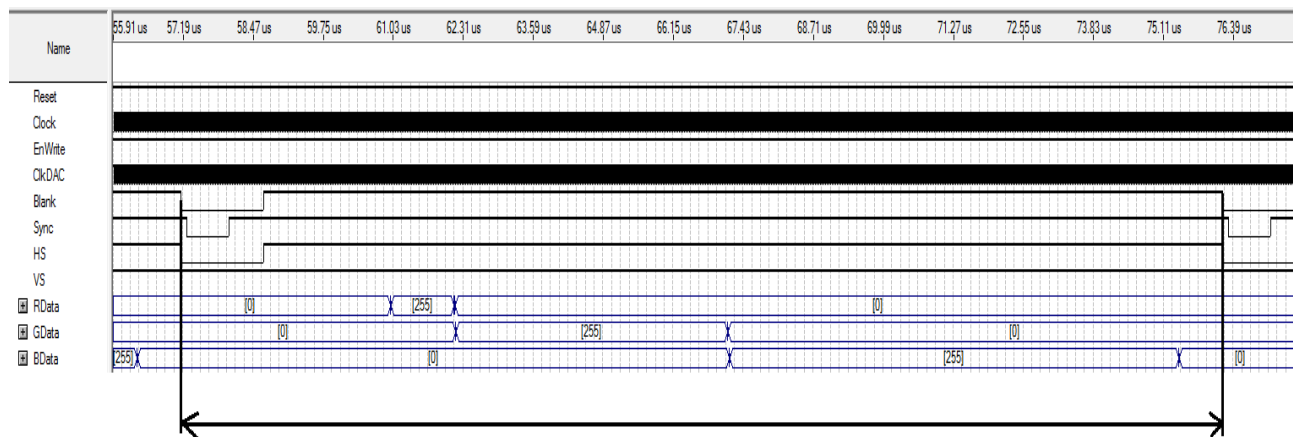 Name
55.91 us 57.19 us 58.47 us 59.75 us 61.03 us 62.31 us 63.59 us 64.87 us 66.15 us 67.43 us 68.71 us 69.99 us 71.27 us 72.55 us 73.83 us 75.11 us 76.39 us
Reset
Clock
EnWrite
ClkDAC
Blank
Sync
HS
VS
RData [0] [255] [0]
GData [0] [255] [0]
BData [255] [0] [255] [0]